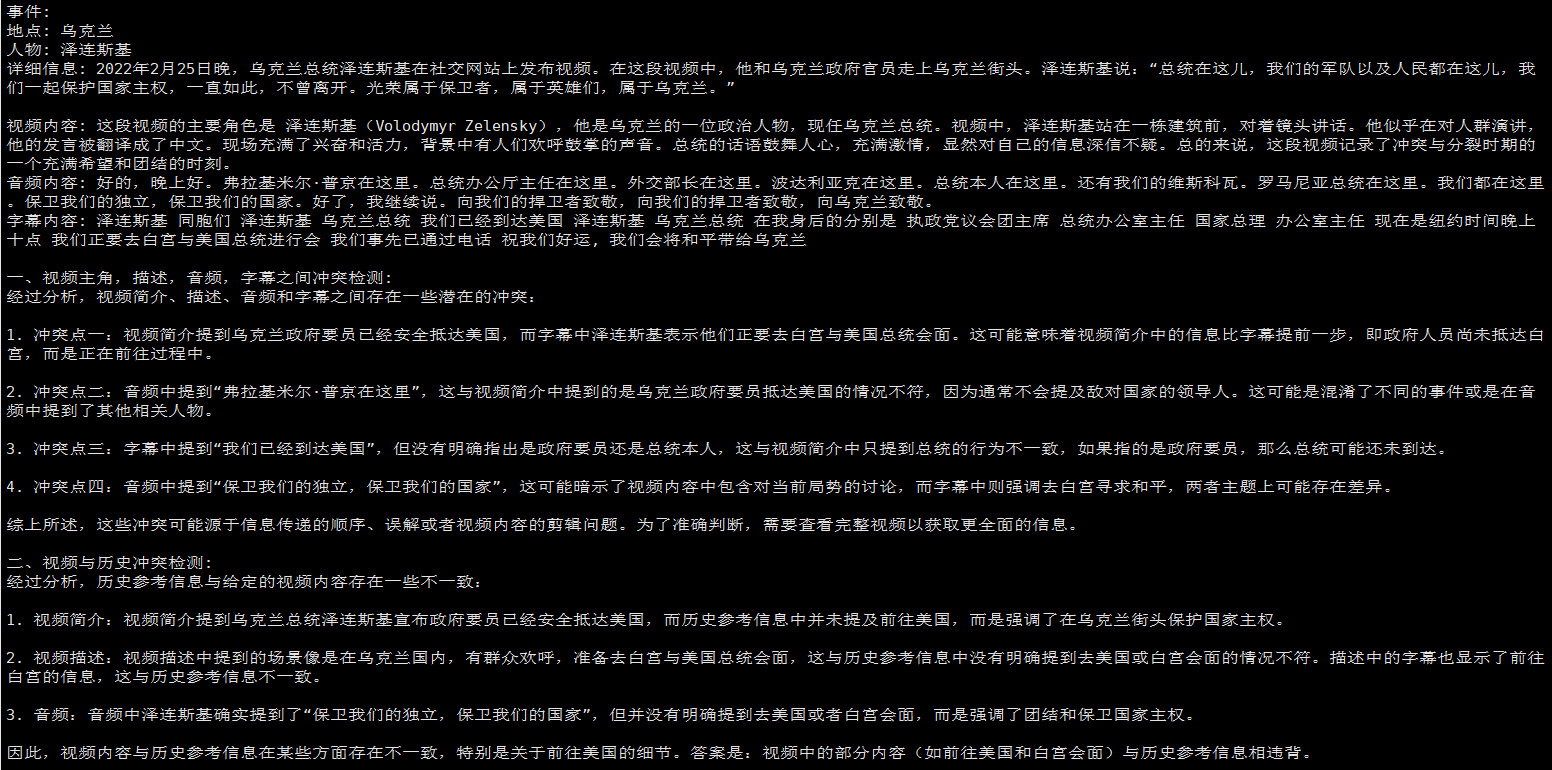 事件:
地点: 乌克兰
人物: 泽连斯基
详细信息: 2022年2月25日晚，乌克兰总统泽连斯基在社交网站上发布视频。在这段视频中，他和乌克兰政府官员走上乌克兰街头。泽连斯基说：“总统在这儿，我们的军队以及人民都在这儿，我
们一起保护国家主权，一直如此，不曾离开。光荣属于保卫者，属于英雄们，属于乌克兰。”
视频内容: 这段视频的主要角色是 泽连斯基（Volodymyr Zelensky），他是乌克兰的一位政治人物，现任乌克兰总统。视频中，泽连斯基站在一栋建筑前，对着镜头讲话。他似乎在对人群演讲，
他的发言被翻译成了中文。现场充满了兴奋和活力，背景中有人们欢呼鼓掌的声音。总统的话语鼓舞人心，充满激情，显然对自己的信息深信不疑。总的来说，这段视频记录了冲突与分裂时期的
一个充满希望和团结的时刻。
音频内容: 好的，晚上好。弗拉基米尔·普京在这里。总统办公厅主任在这里。外交部长在这里。波达利亚克在这里。总统本人在这里。还有我们的维斯科瓦。罗马尼亚总统在这里。我们都在这里
。保卫我们的独立，保卫我们的国家。好了，我继续说。向我们的捍卫者致敬，向我们的捍卫者致敬，向乌克兰致敬。
字幕内容: 泽连斯基 同胞们 泽连斯基 乌克兰总统 我们已经到达美国 泽连斯基 乌克兰总统 在我身后的分别是 执政党议会团主席 总统办公室主任 国家总理 办公室主任 现在是纽约时间晚上
十点 我们正要去白宫与美国总统进行会 我们事先已通过电话 祝我们好运, 我们会将和平带给乌克兰
一、视频主角，描述，音频，字幕之间冲突检测:
经过分析，视频简介、描述、音频和字幕之间存在一些潜在的冲突：
1. 冲突点一：视频简介提到乌克兰政府要员已经安全抵达美国，而字幕中泽连斯基表示他们正要去白宫与美国总统会面。这可能意味着视频简介中的信息比字幕提前一步，即政府人员尚未抵达白
宫，而是正在前往过程中。
2. 冲突点二：音频中提到“弗拉基米尔·普京在这里”，这与视频简介中提到的是乌克兰政府要员抵达美国的情况不符，因为通常不会提及敌对国家的领导人。这可能是混淆了不同的事件或是在音
频中提到了其他相关人物。
3. 冲突点三：字幕中提到“我们已经到达美国”，但没有明确指出是政府要员还是总统本人，这与视频简介中只提到总统的行为不一致，如果指的是政府要员，那么总统可能还未到达。
4. 冲突点四：音频中提到“保卫我们的独立，保卫我们的国家”，这可能暗示了视频内容中包含对当前局势的讨论，而字幕中则强调去白宫寻求和平，两者主题上可能存在差异。
综上所述，这些冲突可能源于信息传递的顺序、误解或者视频内容的剪辑问题。为了准确判断，需要查看完整视频以获取更全面的信息。
二、视频与历史冲突检测:
经过分析，历史参考信息与给定的视频内容存在一些不一致：
1. 视频简介：视频简介提到乌克兰总统泽连斯基宣布政府要员已经安全抵达美国，而历史参考信息中并未提及前往美国，而是强调了在乌克兰街头保护国家主权。
2. 视频描述：视频描述中提到的场景像是在乌克兰国内，有群众欢呼，准备去白宫与美国总统会面，这与历史参考信息中没有明确提到去美国或白宫会面的情况不符。描述中的字幕也显示了前往
白宫的信息，这与历史参考信息不一致。
3. 音频：音频中泽连斯基确实提到了“保卫我们的独立，保卫我们的国家”，但并没有明确提到去美国或者白宫会面，而是强调了团结和保卫国家主权。
因此，视频内容与历史参考信息在某些方面存在不一致，特别是关于前往美国的细节。答案是：视频中的部分内容（如前往美国和白宫会面）与历史参考信息相违背。